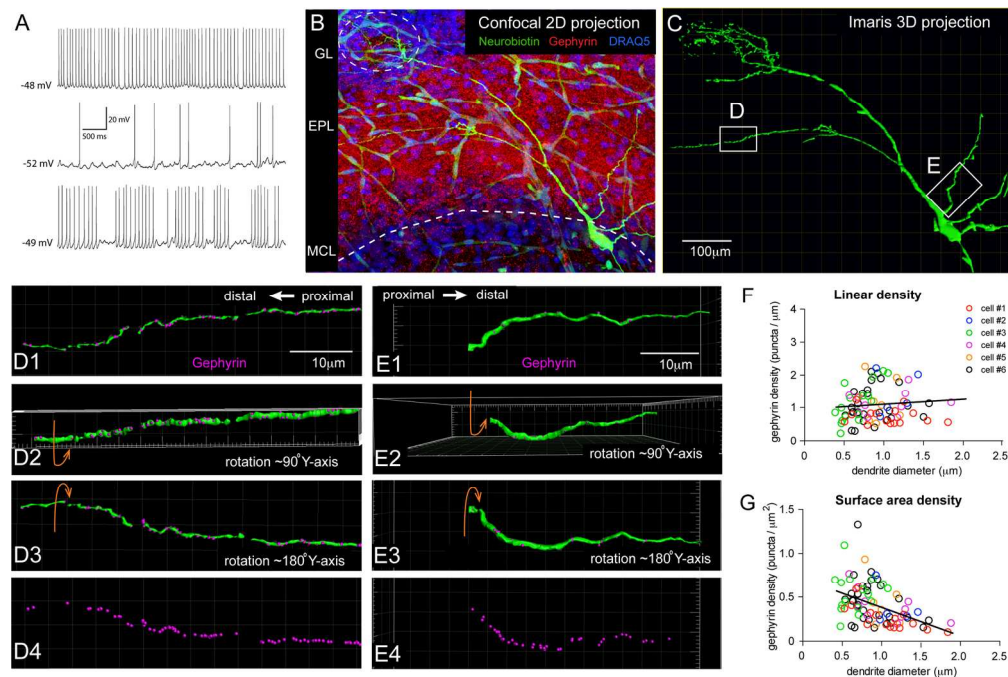 A
-48 mV
20 mV
500 ms
-52 mV
-49 mV
B
Confocal 2D projection
Neurobiotin Gephyrin DRAQ5
GL
EPL
MCL
C
Imaris 3D projection
D
E
100μm
distal ← proximal
10μm
D1 Gephyrin
D2 rotation ~90°Y-axis
D3 rotation ~180°Y-axis
D4
proximal → distal
10μm
E1 Gephyrin
E2 rotation ~90°Y-axis
E3 rotation ~180°Y-axis
E4
F
Linear density
cell #1
cell #2
cell #3
cell #4
cell #5
cell #6
gephyrin density (puncta / μm)
4
3
2
1
0
0.0 0.5 1.0 1.5 2.0 2.5
dendrite diameter (μm)
G
Surface area density
gephyrin density (puncta / μm²)
1.5
1.0
0.5
0
0.0 0.5 1.0 1.5 2.0 2.5
dendrite diameter (μm)